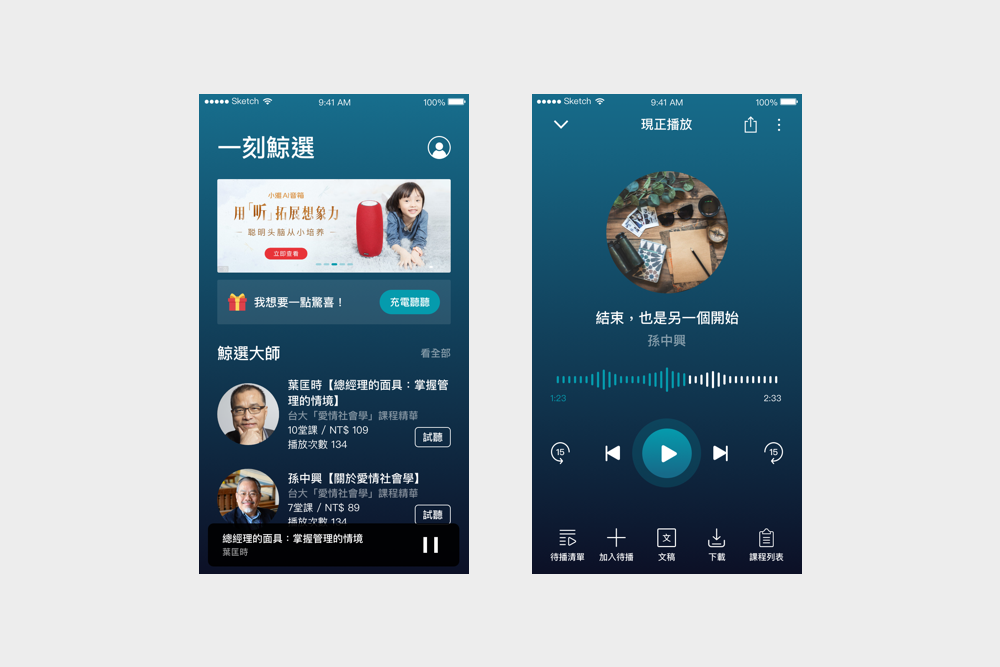 Sketch 9:41 AM 100%
一刻鯨選
小雅AI音箱
用「听」拓展想象力
聪明头脑从小培养
立即查看
我想要一點驚喜！
充電聽聽
鯨選大師
看全部
葉匡時【總經理的面具：掌握管
理的情境】
台大「愛情社會學」課程精華
10堂課 / NT$ 109
播放次數 134
試聽
孫中興【關於愛情社會學】
台大「愛情社會學」課程精華
7堂課 / NT$ 89
播放次數 134
試聽
總經理的面具：掌握管理的情境
葉匡時
Sketch 9:41 AM 100%
現正播放
結束，也是另一個開始
孫中興
1:23
2:33
15
15
待播清單
加入待播
文
文稿
下載
課程列表